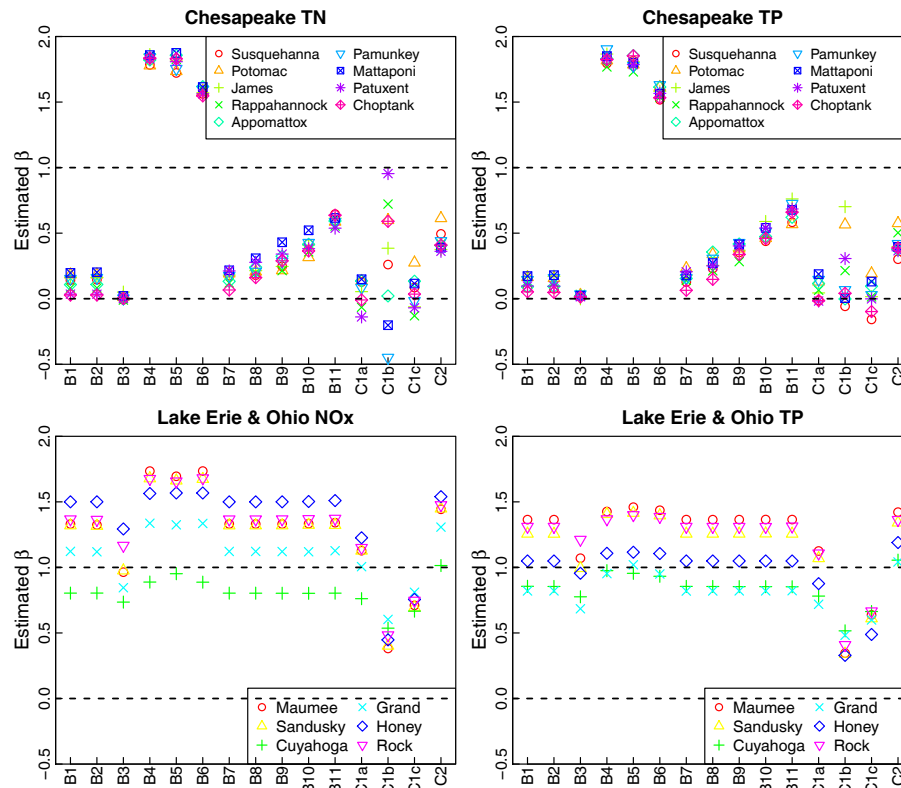 Chesapeake TN
Estimated β
2.0
1.5
1.0
0.5
0.0
−0.5
Susquehanna
Potomac
James
Rappahannock
Appomattox
Pamunkey
Mattaponi
Patuxent
Choptank
B1 B2 B3 B4 B5 B6 B7 B8 B9 B10 B11 C1a C1b C1c C2
Chesapeake TP
Estimated β
2.0
1.5
1.0
0.5
0.0
−0.5
Susquehanna
Potomac
James
Rappahannock
Appomattox
Pamunkey
Mattaponi
Patuxent
Choptank
B1 B2 B3 B4 B5 B6 B7 B8 B9 B10 B11 C1a C1b C1c C2
Lake Erie & Ohio NOx
Estimated β
2.0
1.5
1.0
0.5
0.0
−0.5
Maumee
Sandusky
Cuyahoga
Grand
Honey
Rock
B1 B2 B3 B4 B5 B6 B7 B8 B9 B10 B11 C1a C1b C1c C2
Lake Erie & Ohio TP
Estimated β
2.0
1.5
1.0
0.5
0.0
−0.5
Maumee
Sandusky
Cuyahoga
Grand
Honey
Rock
B1 B2 B3 B4 B5 B6 B7 B8 B9 B10 B11 C1a C1b C1c C2